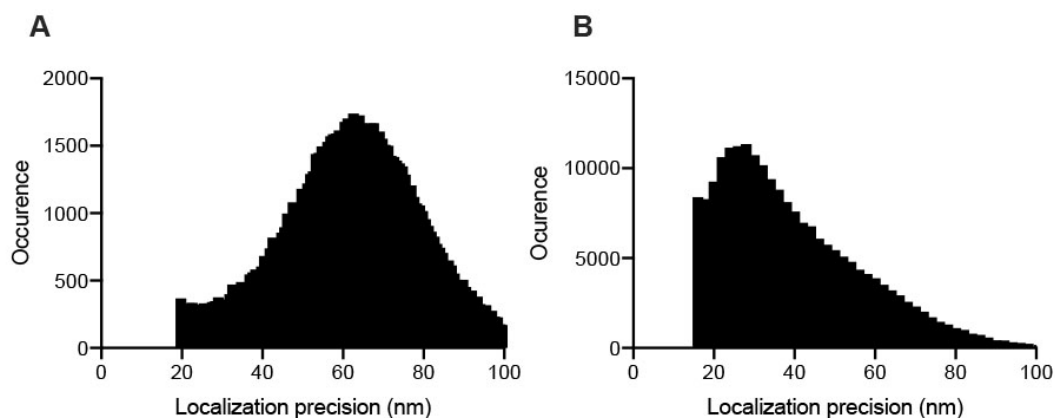 A
B
2000
1500
1000
500
0
Occurence
0 20 40 60 80 100
Localization precision (nm)
15000
10000
5000
0
Ocurence
0 20 40 60 80 100
Localization precision (nm)